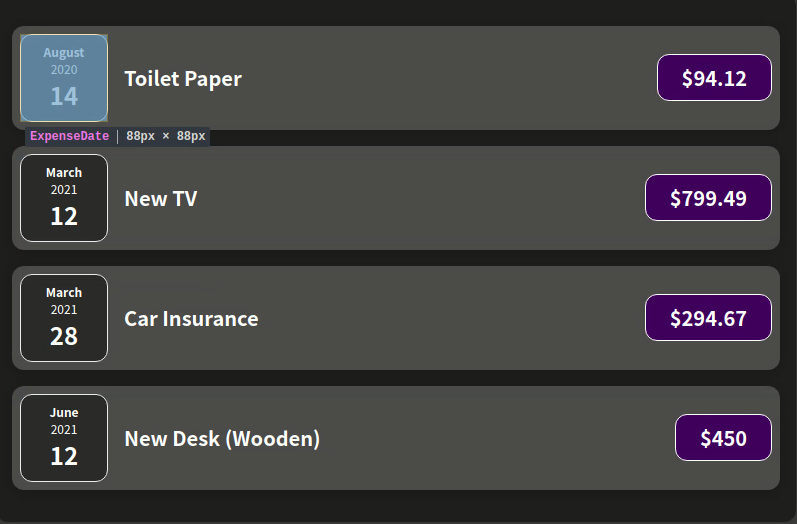 August
2020
14
Toilet Paper
$94.12
ExpenseDate | 88px × 88px
March
2021
12
New TV
$799.49
March
2021
28
Car Insurance
$294.67
June
2021
12
New Desk (Wooden)
$450